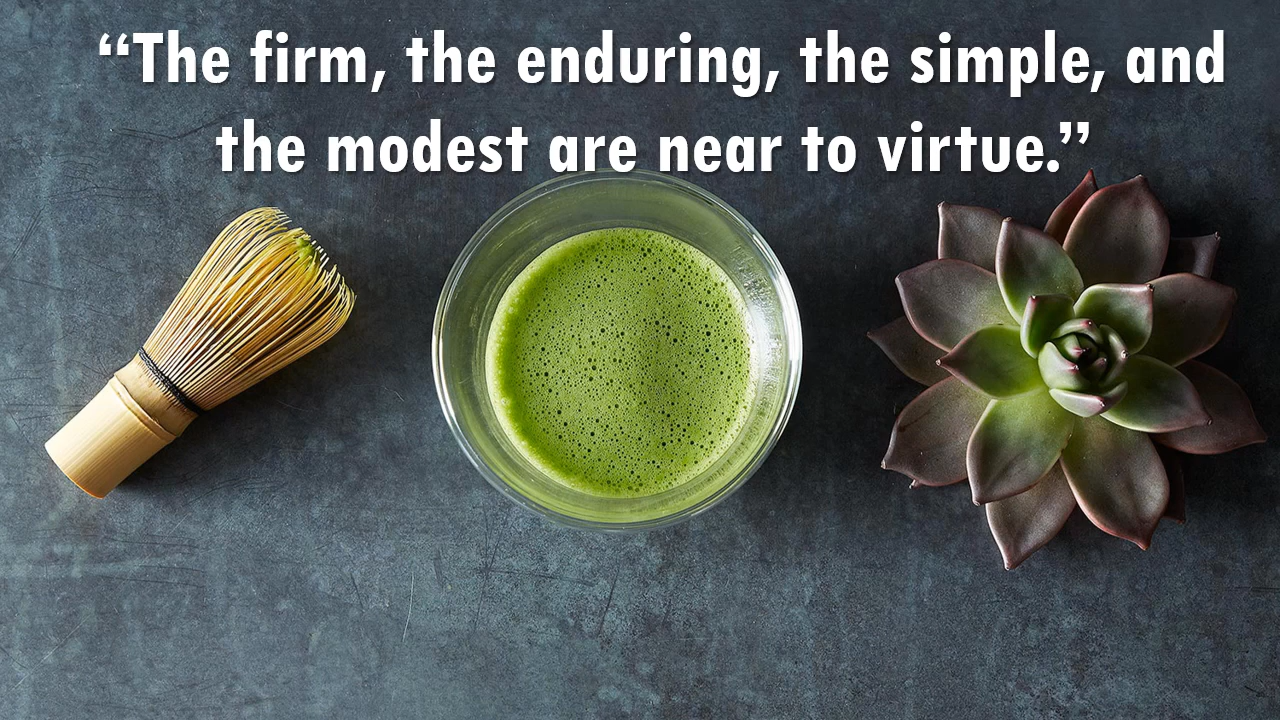 “The firm, the enduring, the simple, and
the modest are near to virtue.”